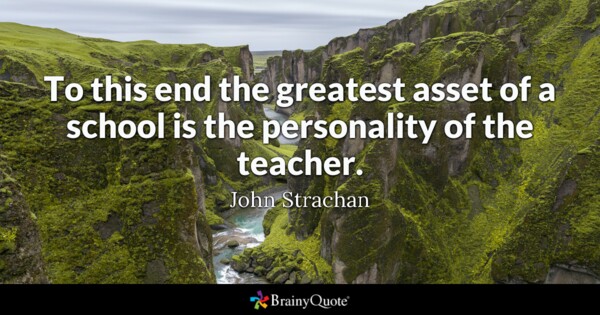 To this end the greatest asset of a
school is the personality of the
teacher.
John Strachan
BrainyQuote®